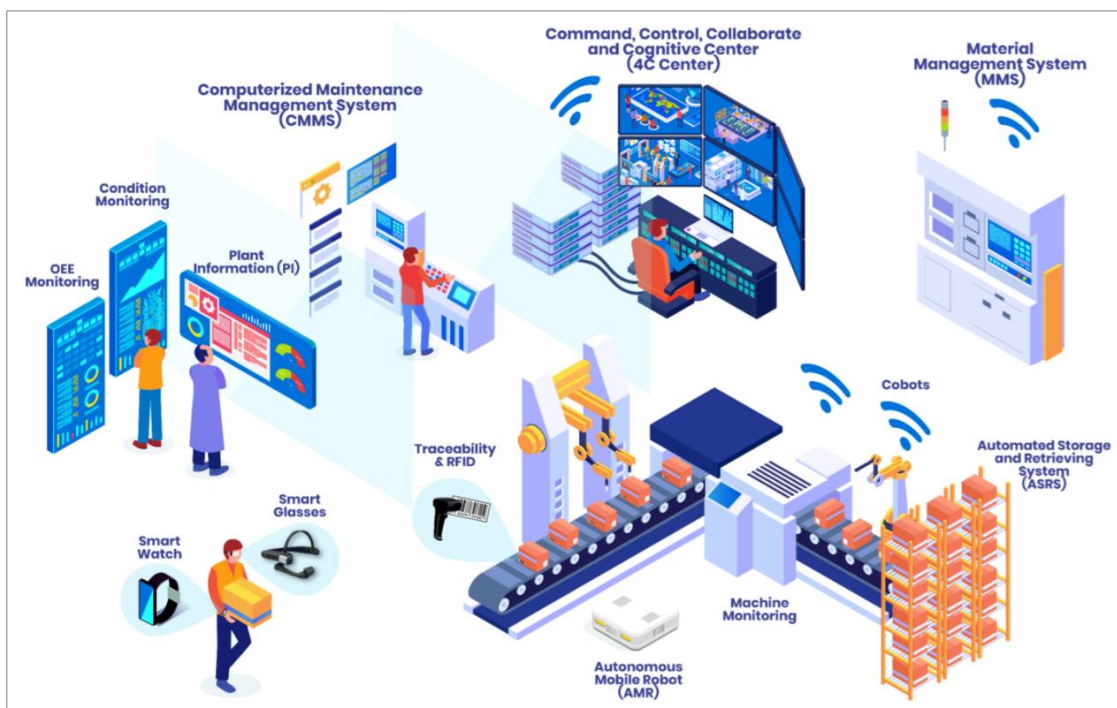 Command, Control, Collaborate
and Cognitive Center
(4C Center)
Material
Management System
(MMS)
Computerized Maintenance
Management System
(CMMS)
Condition
Monitoring
OEE
Monitoring
Plant
Information (PI)
Cobots
Traceability
& RFID
Automated Storage
and Retrieving
System
(ASRS)
Smart
Glasses
Smart
Watch
Machine
Monitoring
Autonomous
Mobile Robot
(AMR)